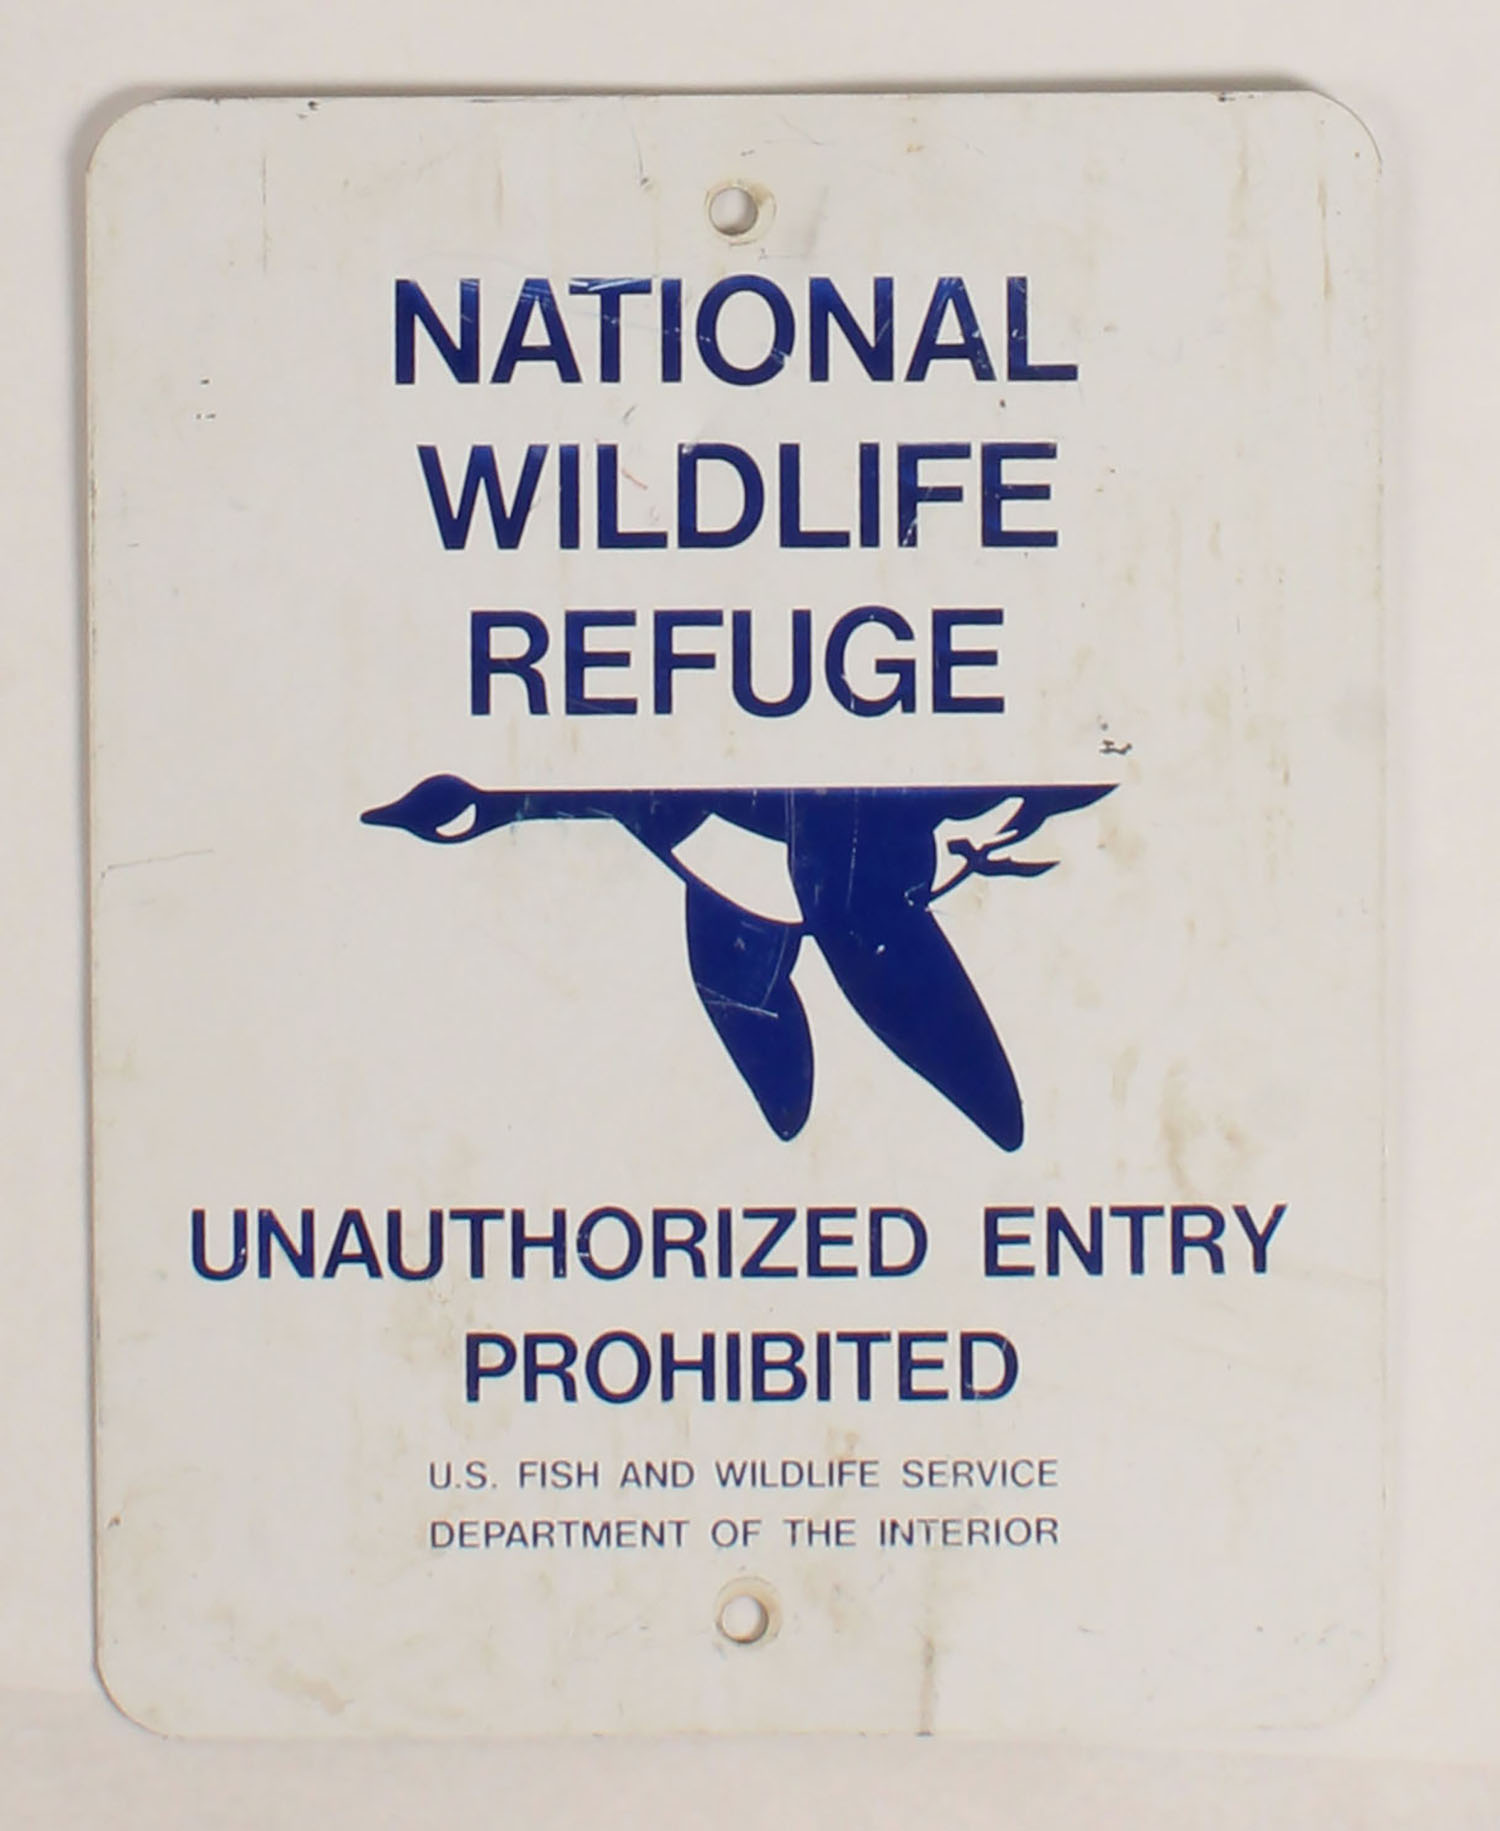 NATIONAL
WILDLIFE
REFUGE
UNAUTHORIZED ENTRY
PROHIBITED
U.S. FISH AND WILDLIFE SERVICE
DEPARTMENT OF THE INTERIOR